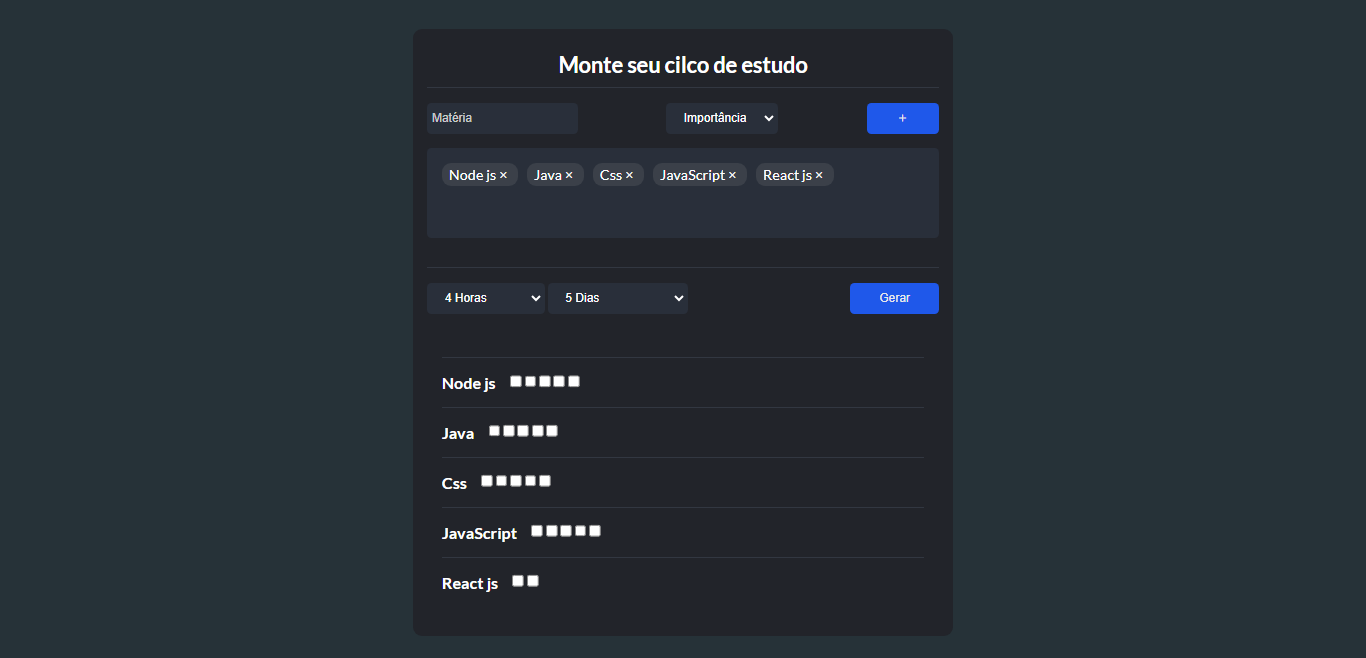 Monte seu cilco de estudo
Matéria Importância +
Node js × Java × Css × JavaScript × React js ×
4 Horas 5 Dias Gerar
Node js
Java
Css
JavaScript
React js